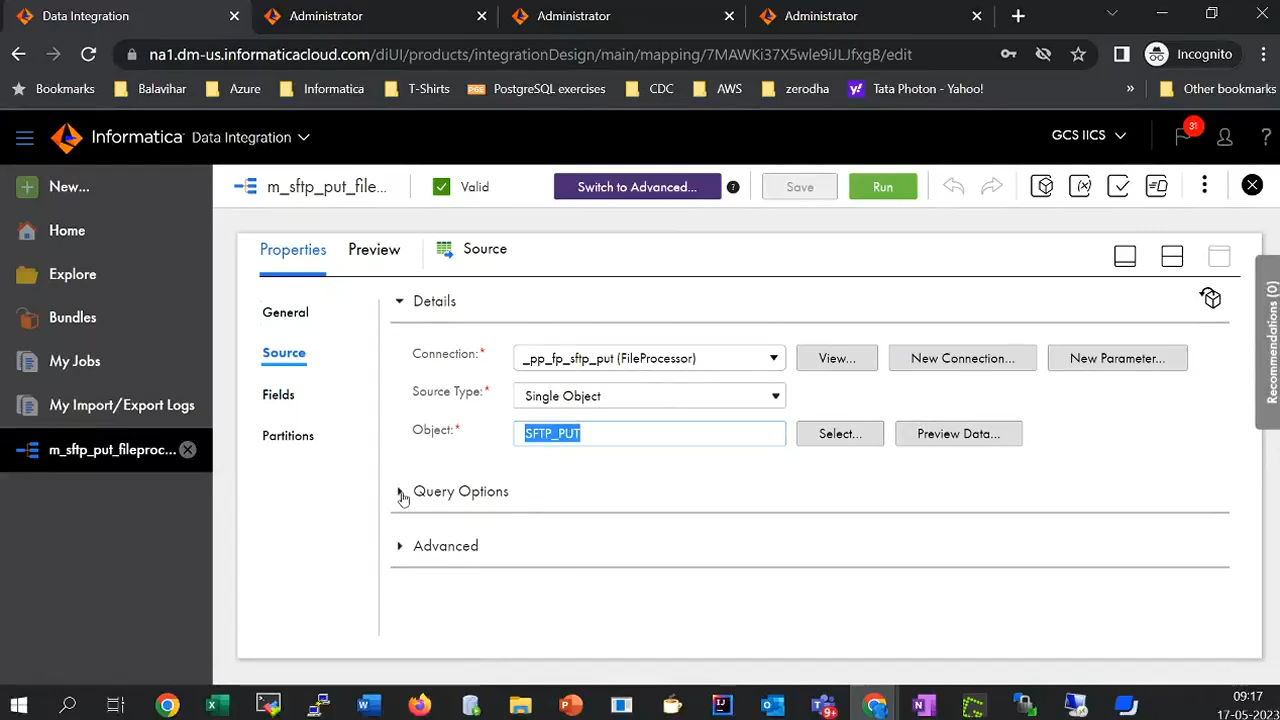 Data Integration
Administrator
Administrator
Administrator
na1.dm-us.informaticacloud.com/diUI/products/integrationDesign/main/mapping/7MAWKi37X5wle9iJLJfxgB/edit
Incognito
Bookmarks
Balavihar
Azure
Informatica
T-Shirts
PostgreSQL exercises
CDC
AWS
zerodha
Tata Photon - Yahoo!
»
Other bookmarks
Informatica
Data Integration
GCS IICS
31
?
New...
m_sftp_put_file...
Valid
Switch to Advanced...
?
Save
Run
Home
Explore
Bundles
My Jobs
My Import/Export Logs
m_sftp_put_fileproc...
Properties
Preview
Source
General
Source
Fields
Partitions
Details
Connection:*
_pp_fp_sftp_put (FileProcessor)
View...
New Connection...
New Parameter...
Source Type:*
Single Object
Object:*
SFTP_PUT
Select...
Preview Data...
Query Options
Advanced
Recommendations (0)
09:17
17-05-2023